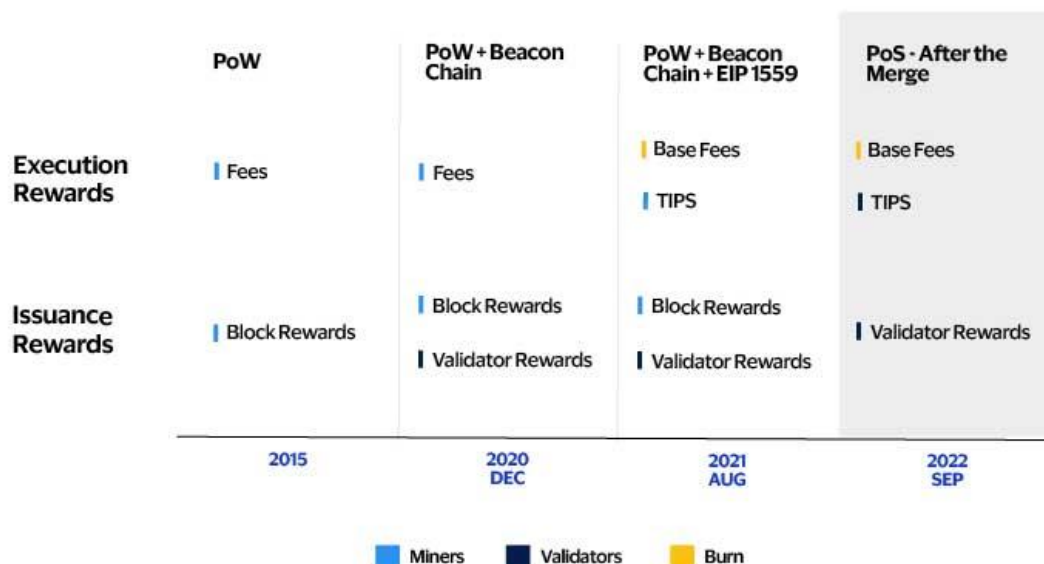 PoW
PoW + Beacon
Chain
PoW + Beacon
Chain + EIP 1559
PoS - After the
Merge
Execution
Rewards
Fees
Fees
Base Fees
TIPS
Base Fees
TIPS
Issuance
Rewards
Block Rewards
Block Rewards
Validator Rewards
Block Rewards
Validator Rewards
Validator Rewards
2015
2020
DEC
2021
AUG
2022
SEP
Miners
Validators
Burn